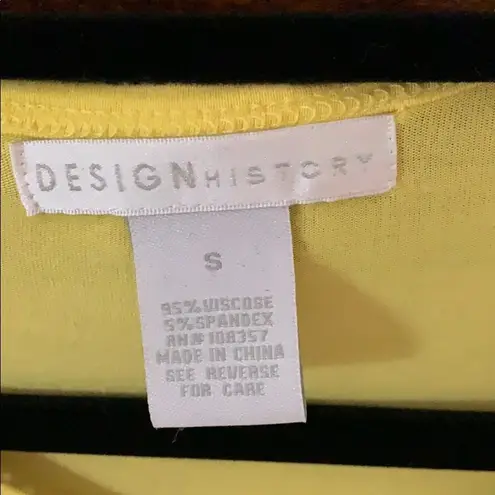 DESIGN HISTORY
S
95% VISCOSE
5% SPANDEX
RN# 108357
MADE IN CHINA
SEE REVERSE
FOR CARE